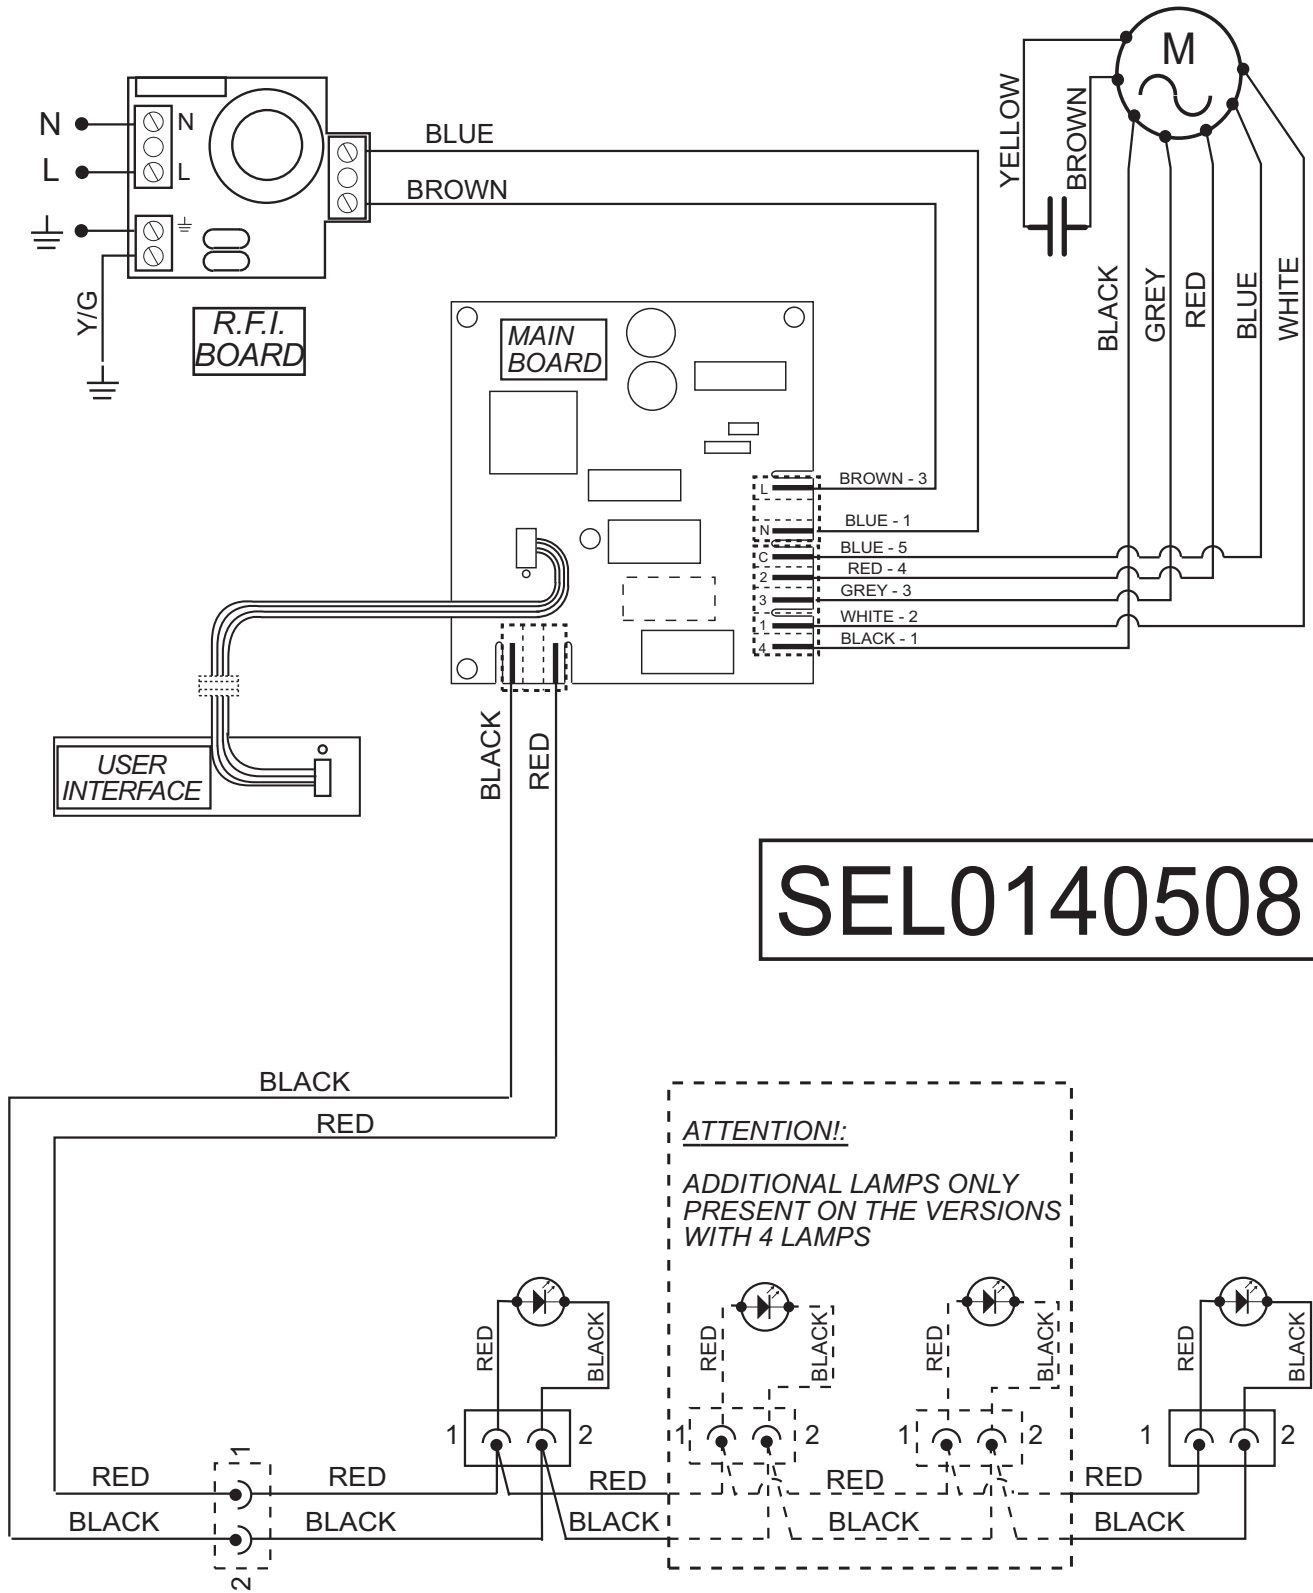 M
N
L
N
L
BLUE
BROWN
YELLOW
BROWN
Y/G
R.F.I.
BOARD
BLACK
GREY
RED
BLUE
WHITE
MAIN
BOARD
L
BROWN - 3
N
BLUE - 1
C
BLUE - 5
2
RED - 4
3
GREY - 3
1
WHITE - 2
4
BLACK - 1
BLACK
RED
USER
INTERFACE
SEL0140508
BLACK
RED
ATTENTION!:
ADDITIONAL LAMPS ONLY
PRESENT ON THE VERSIONS
WITH 4 LAMPS
RED
BLACK
RED
BLACK
RED
BLACK
RED
BLACK
1
2
1
2
1
2
1
2
1
RED
RED
RED
RED
RED
BLACK
BLACK
BLACK
BLACK
BLACK
2